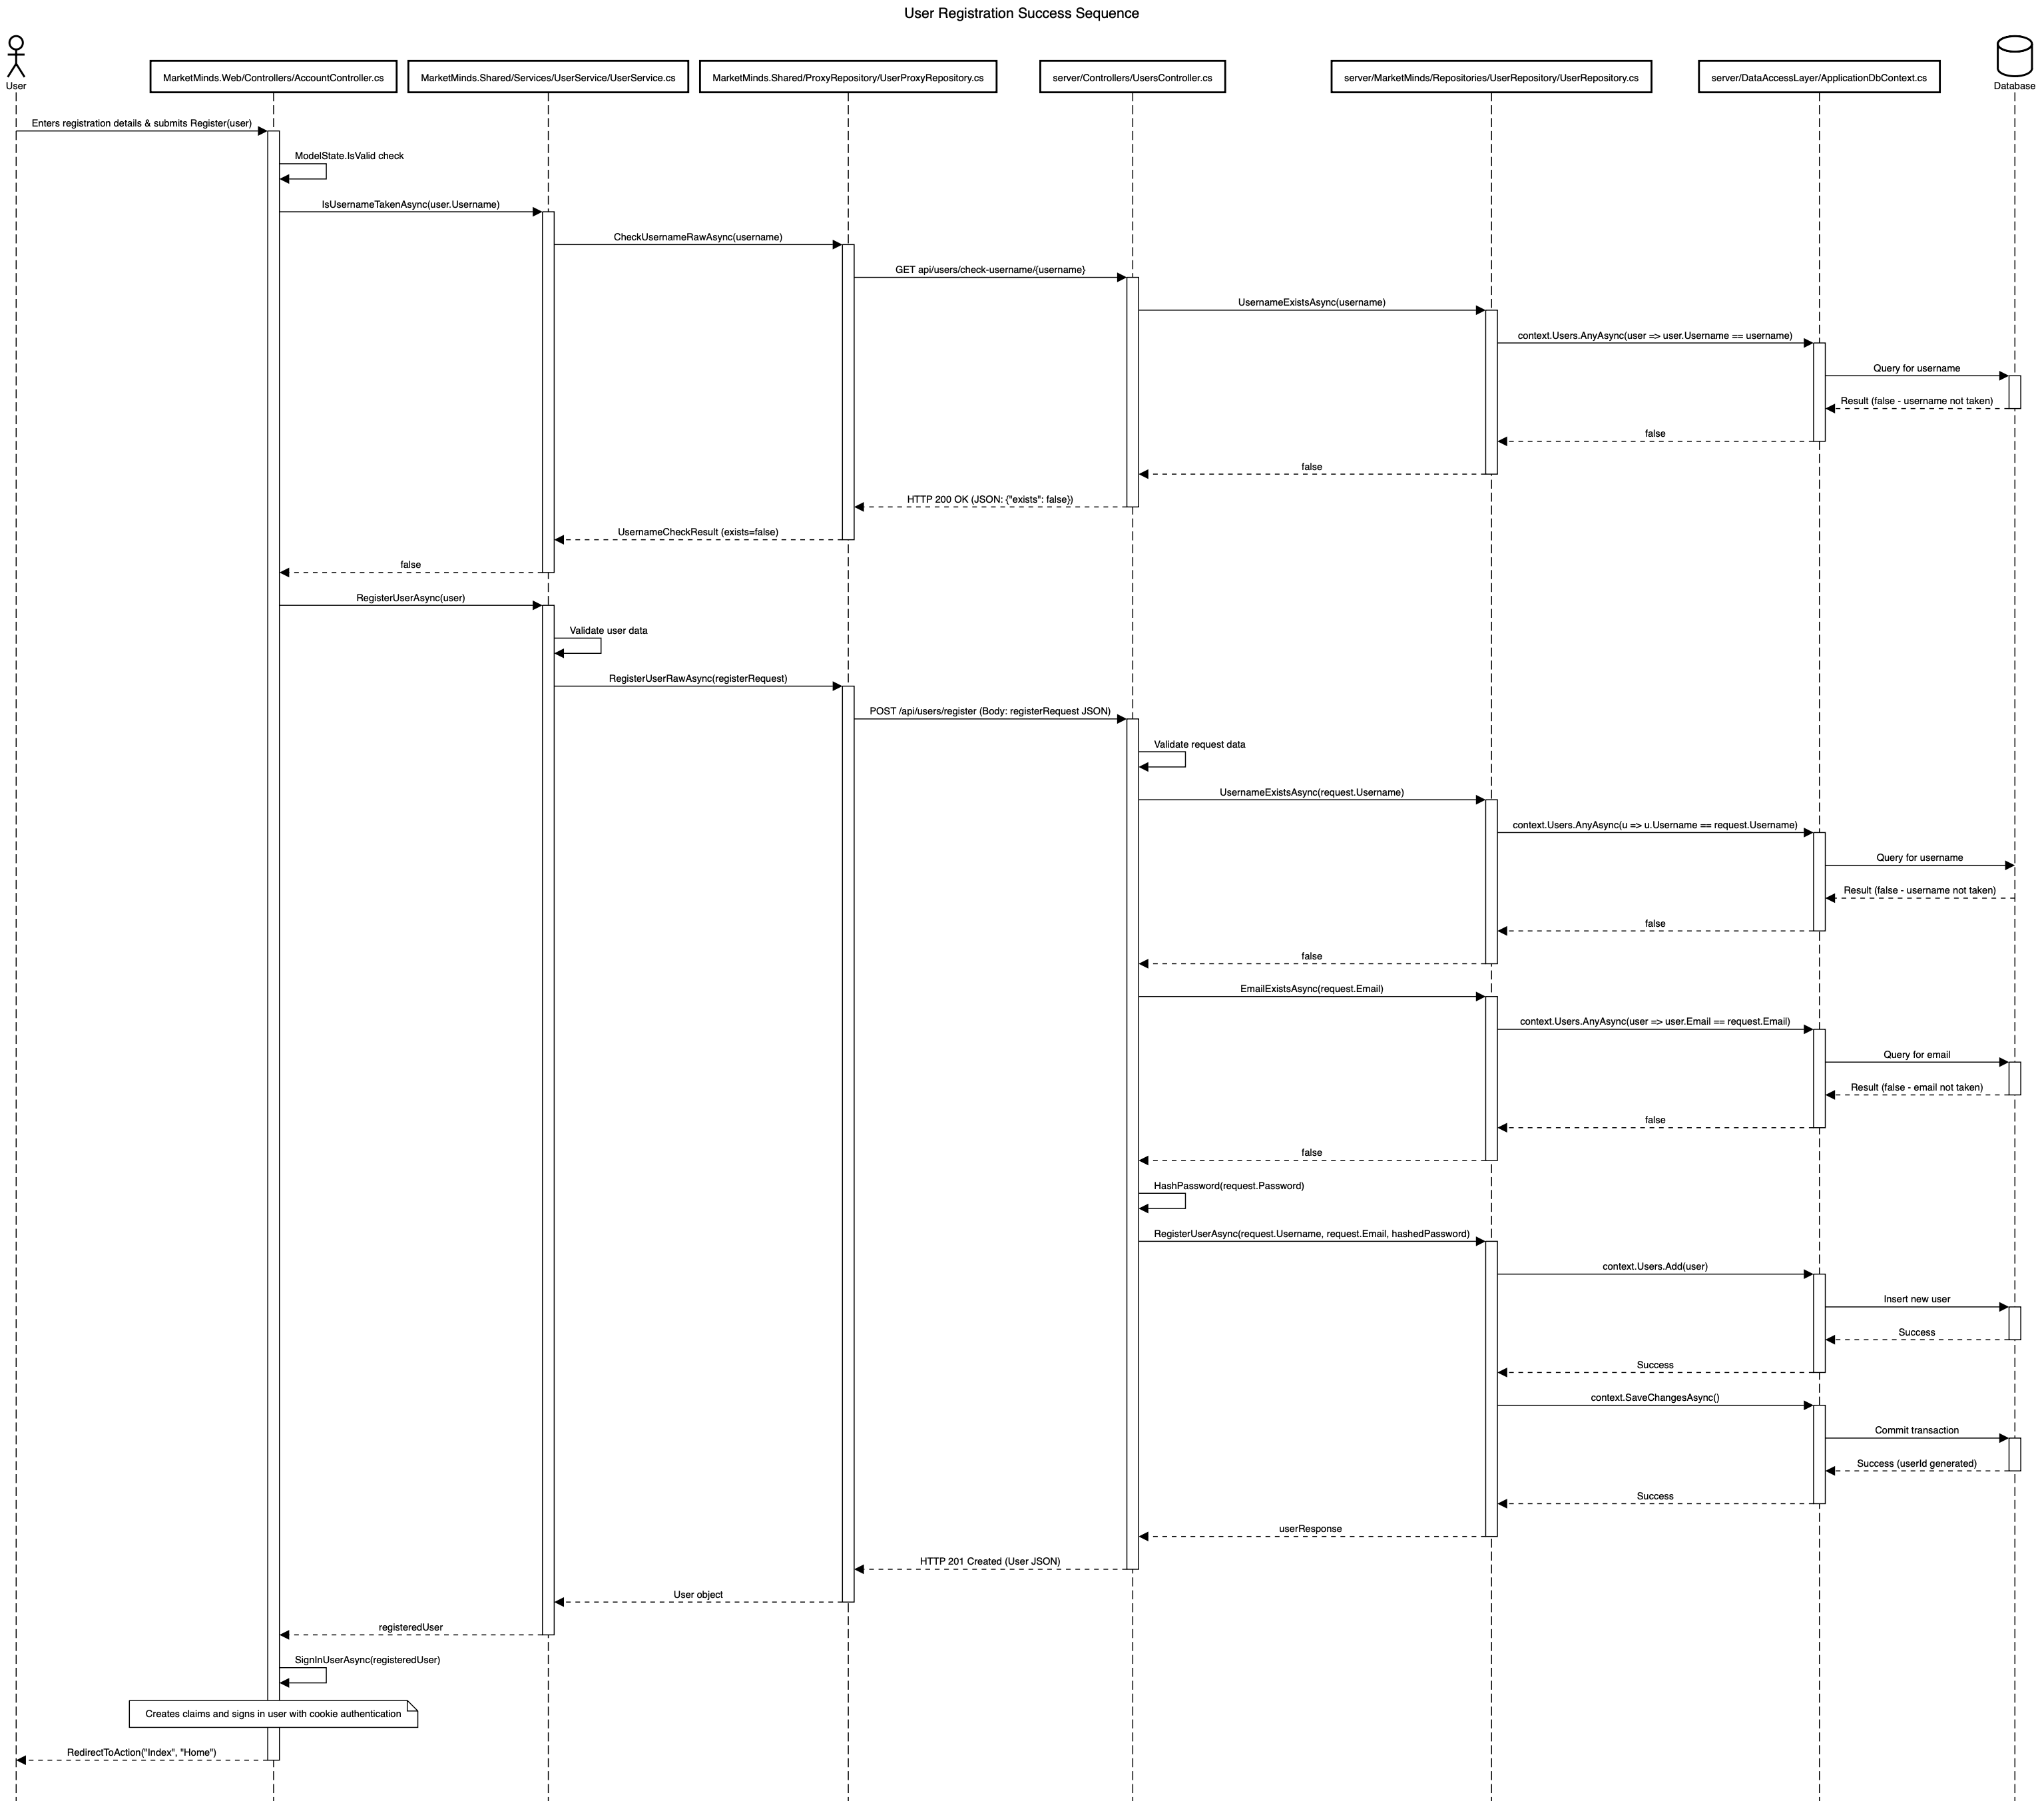 User Registration Success Sequence
User
MarketMinds.Web/Controllers/AccountController.cs
MarketMinds.Shared/Services/UserService/UserService.cs
MarketMinds.Shared/ProxyRepository/UserProxyRepository.cs
server/Controllers/UsersController.cs
server/MarketMinds/Repositories/UserRepository/UserRepository.cs
server/DataAccessLayer/ApplicationDbContext.cs
Database
Enters registration details & submits Register(user)
ModelState.IsValid check
IsUsernameTakenAsync(user.Username)
CheckUsernameRawAsync(username)
GET api/users/check-username/{username}
UsernameExistsAsync(username)
context.Users.AnyAsync(user => user.Username == username)
Query for username
Result (false - username not taken)
false
false
HTTP 200 OK (JSON: {"exists": false})
UsernameCheckResult (exists=false)
false
RegisterUserAsync(user)
Validate user data
RegisterUserRawAsync(registerRequest)
POST /api/users/register (Body: registerRequest JSON)
Validate request data
UsernameExistsAsync(request.Username)
context.Users.AnyAsync(u => u.Username == request.Username)
Query for username
Result (false - username not taken)
false
false
EmailExistsAsync(request.Email)
context.Users.AnyAsync(user => user.Email == request.Email)
Query for email
Result (false - email not taken)
false
false
HashPassword(request.Password)
RegisterUserAsync(request.Username, request.Email, hashedPassword)
context.Users.Add(user)
Insert new user
Success
Success
context.SaveChangesAsync()
Commit transaction
Success (userId generated)
Success
userResponse
HTTP 201 Created (User JSON)
User object
registeredUser
SignInUserAsync(registeredUser)
Creates claims and signs in user with cookie authentication
RedirectToAction("Index", "Home")